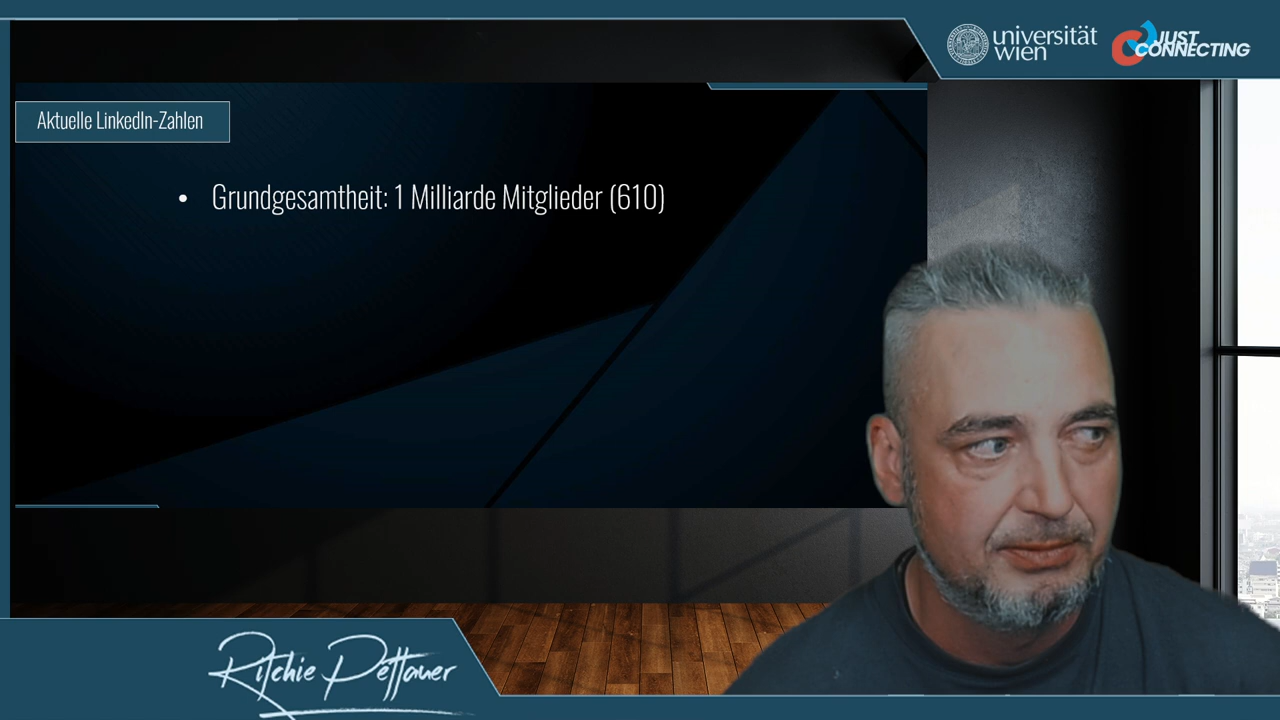 universität
wien
JUST
CONNECTING
Aktuelle LinkedIn-Zahlen
• Grundgesamtheit: 1 Milliarde Mitglieder (610)
Ritchie Pettauer